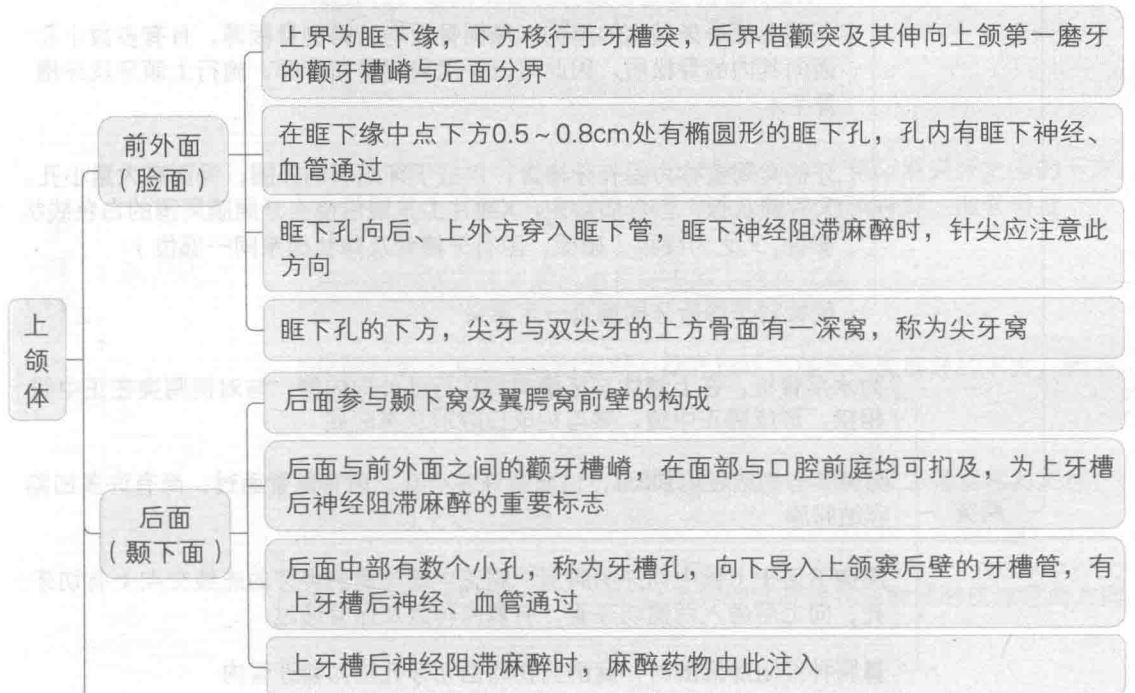 上界为眶下缘，下方移行于牙槽突，后界借颧突及其伸向上颌第一磨牙
的颧牙槽嵴与后面分界
前外面
（脸面）
在眶下缘中点下方0.5～0.8cm处有椭圆形的眶下孔，孔内有眶下神经、
血管通过
眶下孔向后、上外方穿入眶下管，眶下神经阻滞麻醉时，针尖应注意此
方向
眶下孔的下方，尖牙与双尖牙的上方骨面有一深窝，称为尖牙窝
上
颌
体
后面参与颞下窝及翼腭窝前壁的构成
后面与前外面之间的颧牙槽嵴，在面部与口腔前庭均可扪及，为上牙槽
后神经阻滞麻醉的重要标志
后面
（颞下面）
后面中部有数个小孔，称为牙槽孔，向下导入上颌窦后壁的牙槽管，有
上牙槽后神经、血管通过
上牙槽后神经阻滞麻醉时，麻醉药物由此注入